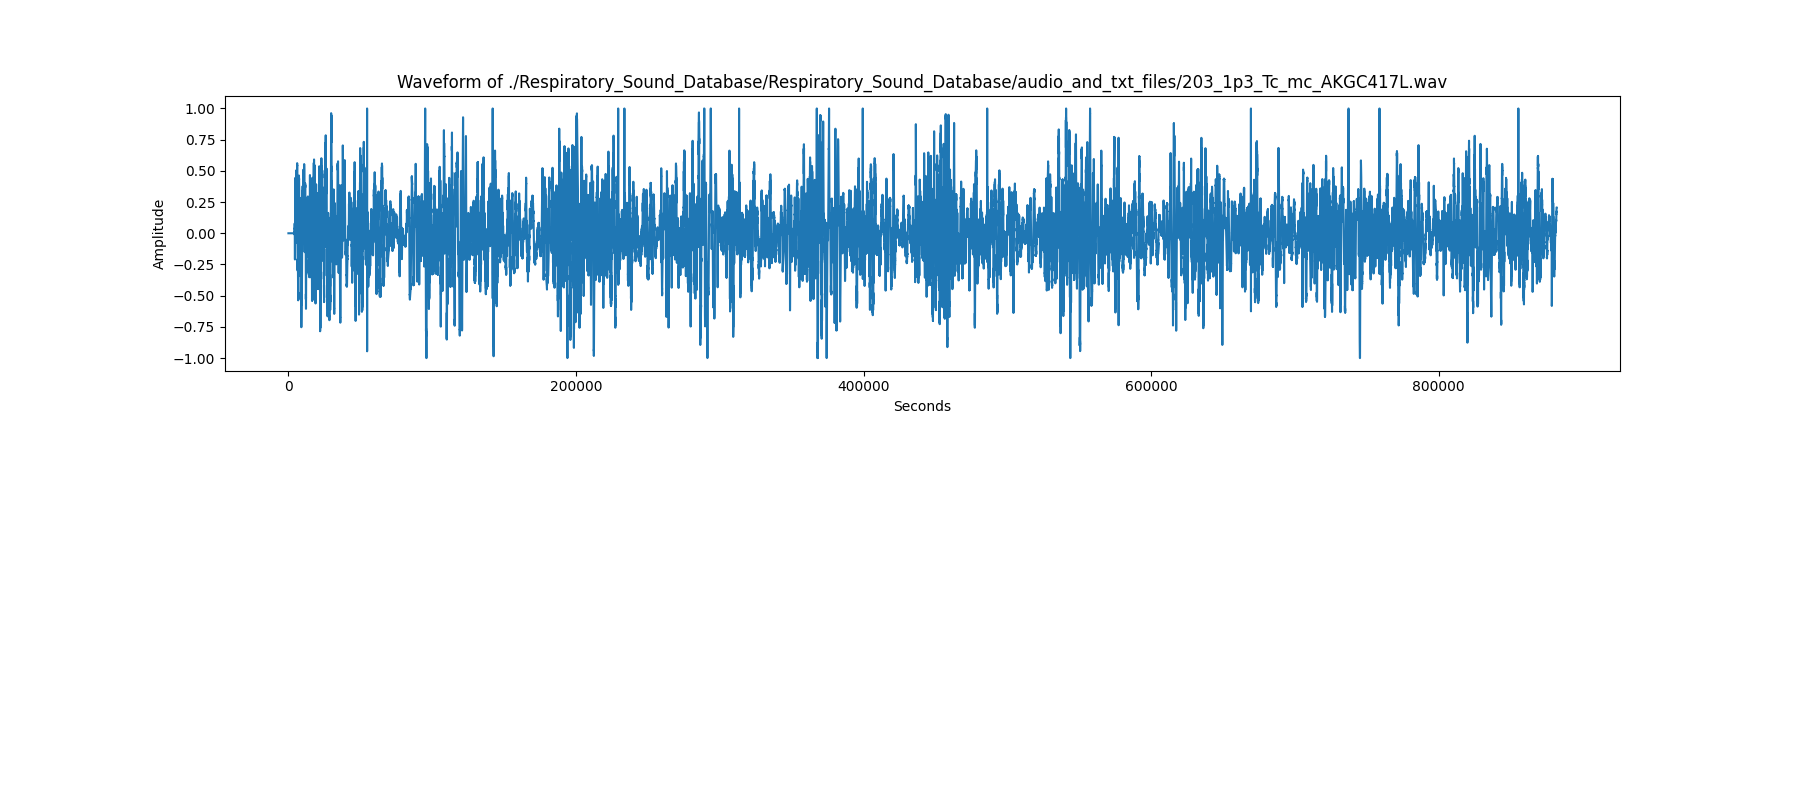 Waveform of ./Respiratory_Sound_Database/Respiratory_Sound_Database/audio_and_txt_files/203_1p3_Tc_mc_AKGC417L.wav
1.00
0.75
0.50
0.25
0.00
−0.25
−0.50
−0.75
−1.00
Amplitude
0 200000 400000 600000 800000
Seconds